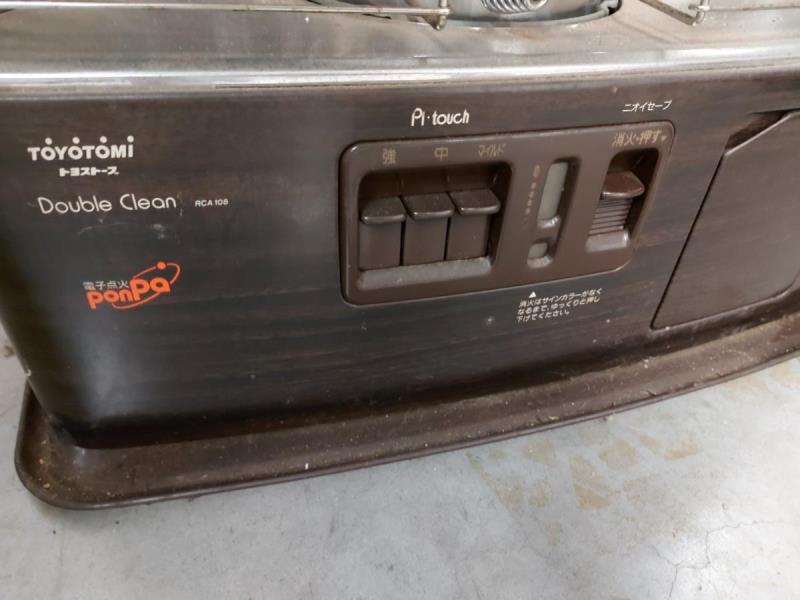 TOYOTOMI
トヨストーブ
Double Clean RCA108
電子点火
PonPa
Pi・touch
強 中 マイルド
ニオイセーブ
消火・押す▼
▲
消火はサインカラーがなく
なるまで、ゆっくりと押し
下げてください。